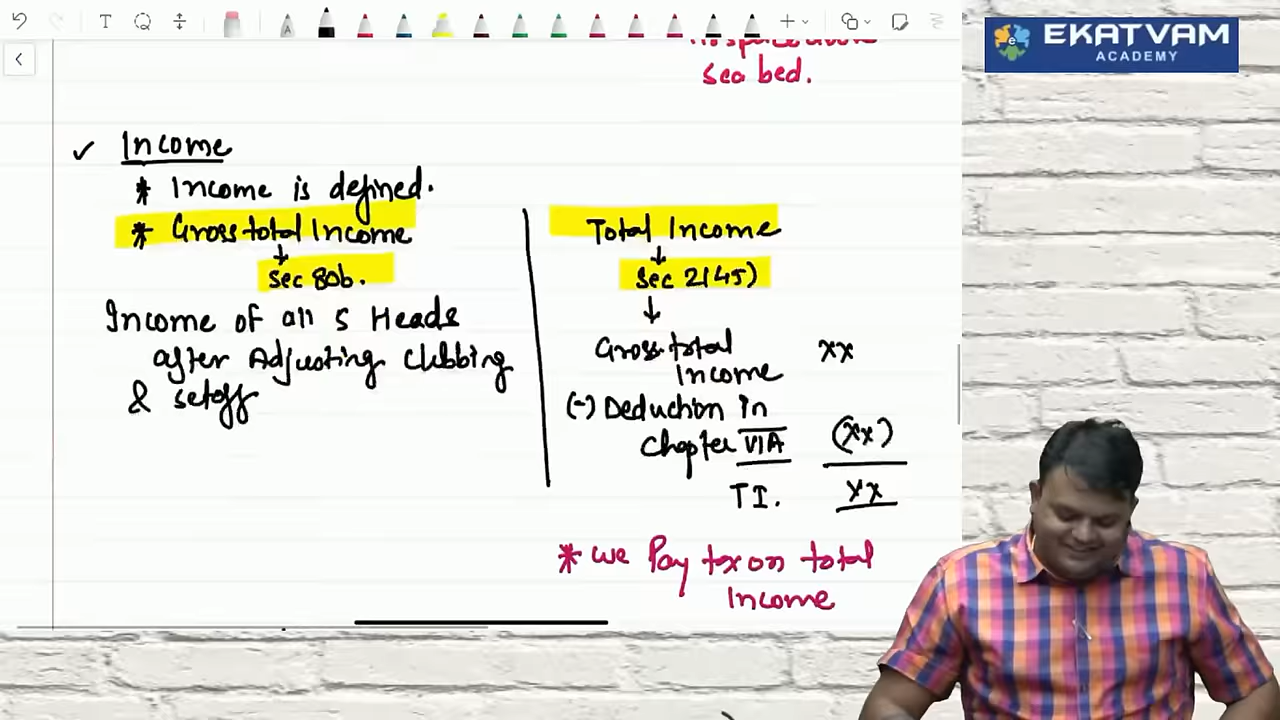 T
EKATVAM
ACADEMY
sea bed.
✓ Income
* Income is defined.
* Gross total Income
↓
Sec 80b.
Income of all 5 Heads
after Adjusting Clubbing
& setoff
Total Income
↓
Sec 2(45)
↓
Gross total Income xx
(-) Deduction in
Chapter VIA (xx)
T I. xx
* we Pay tax on total
Income